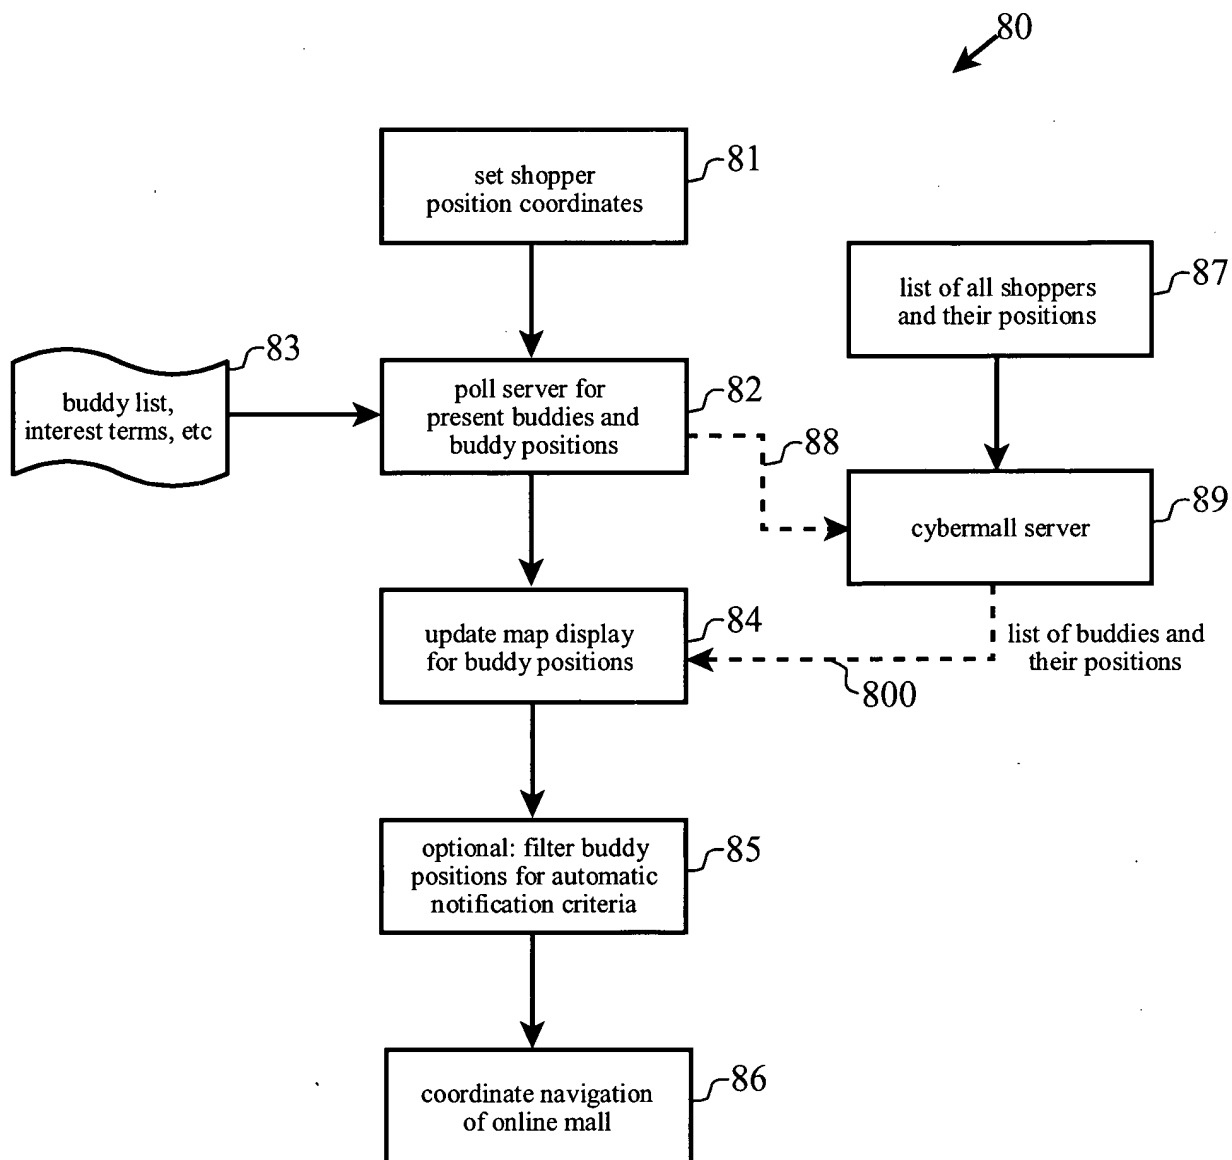 80
set shopper
position coordinates
81
list of all shoppers
and their positions
87
buddy list,
interest terms, etc
83
poll server for
present buddies and
buddy positions
82
88
cybermall server
89
update map display
for buddy positions
84
list of buddies and
their positions
800
optional: filter buddy
positions for automatic
notification criteria
85
coordinate navigation
of online mall
86